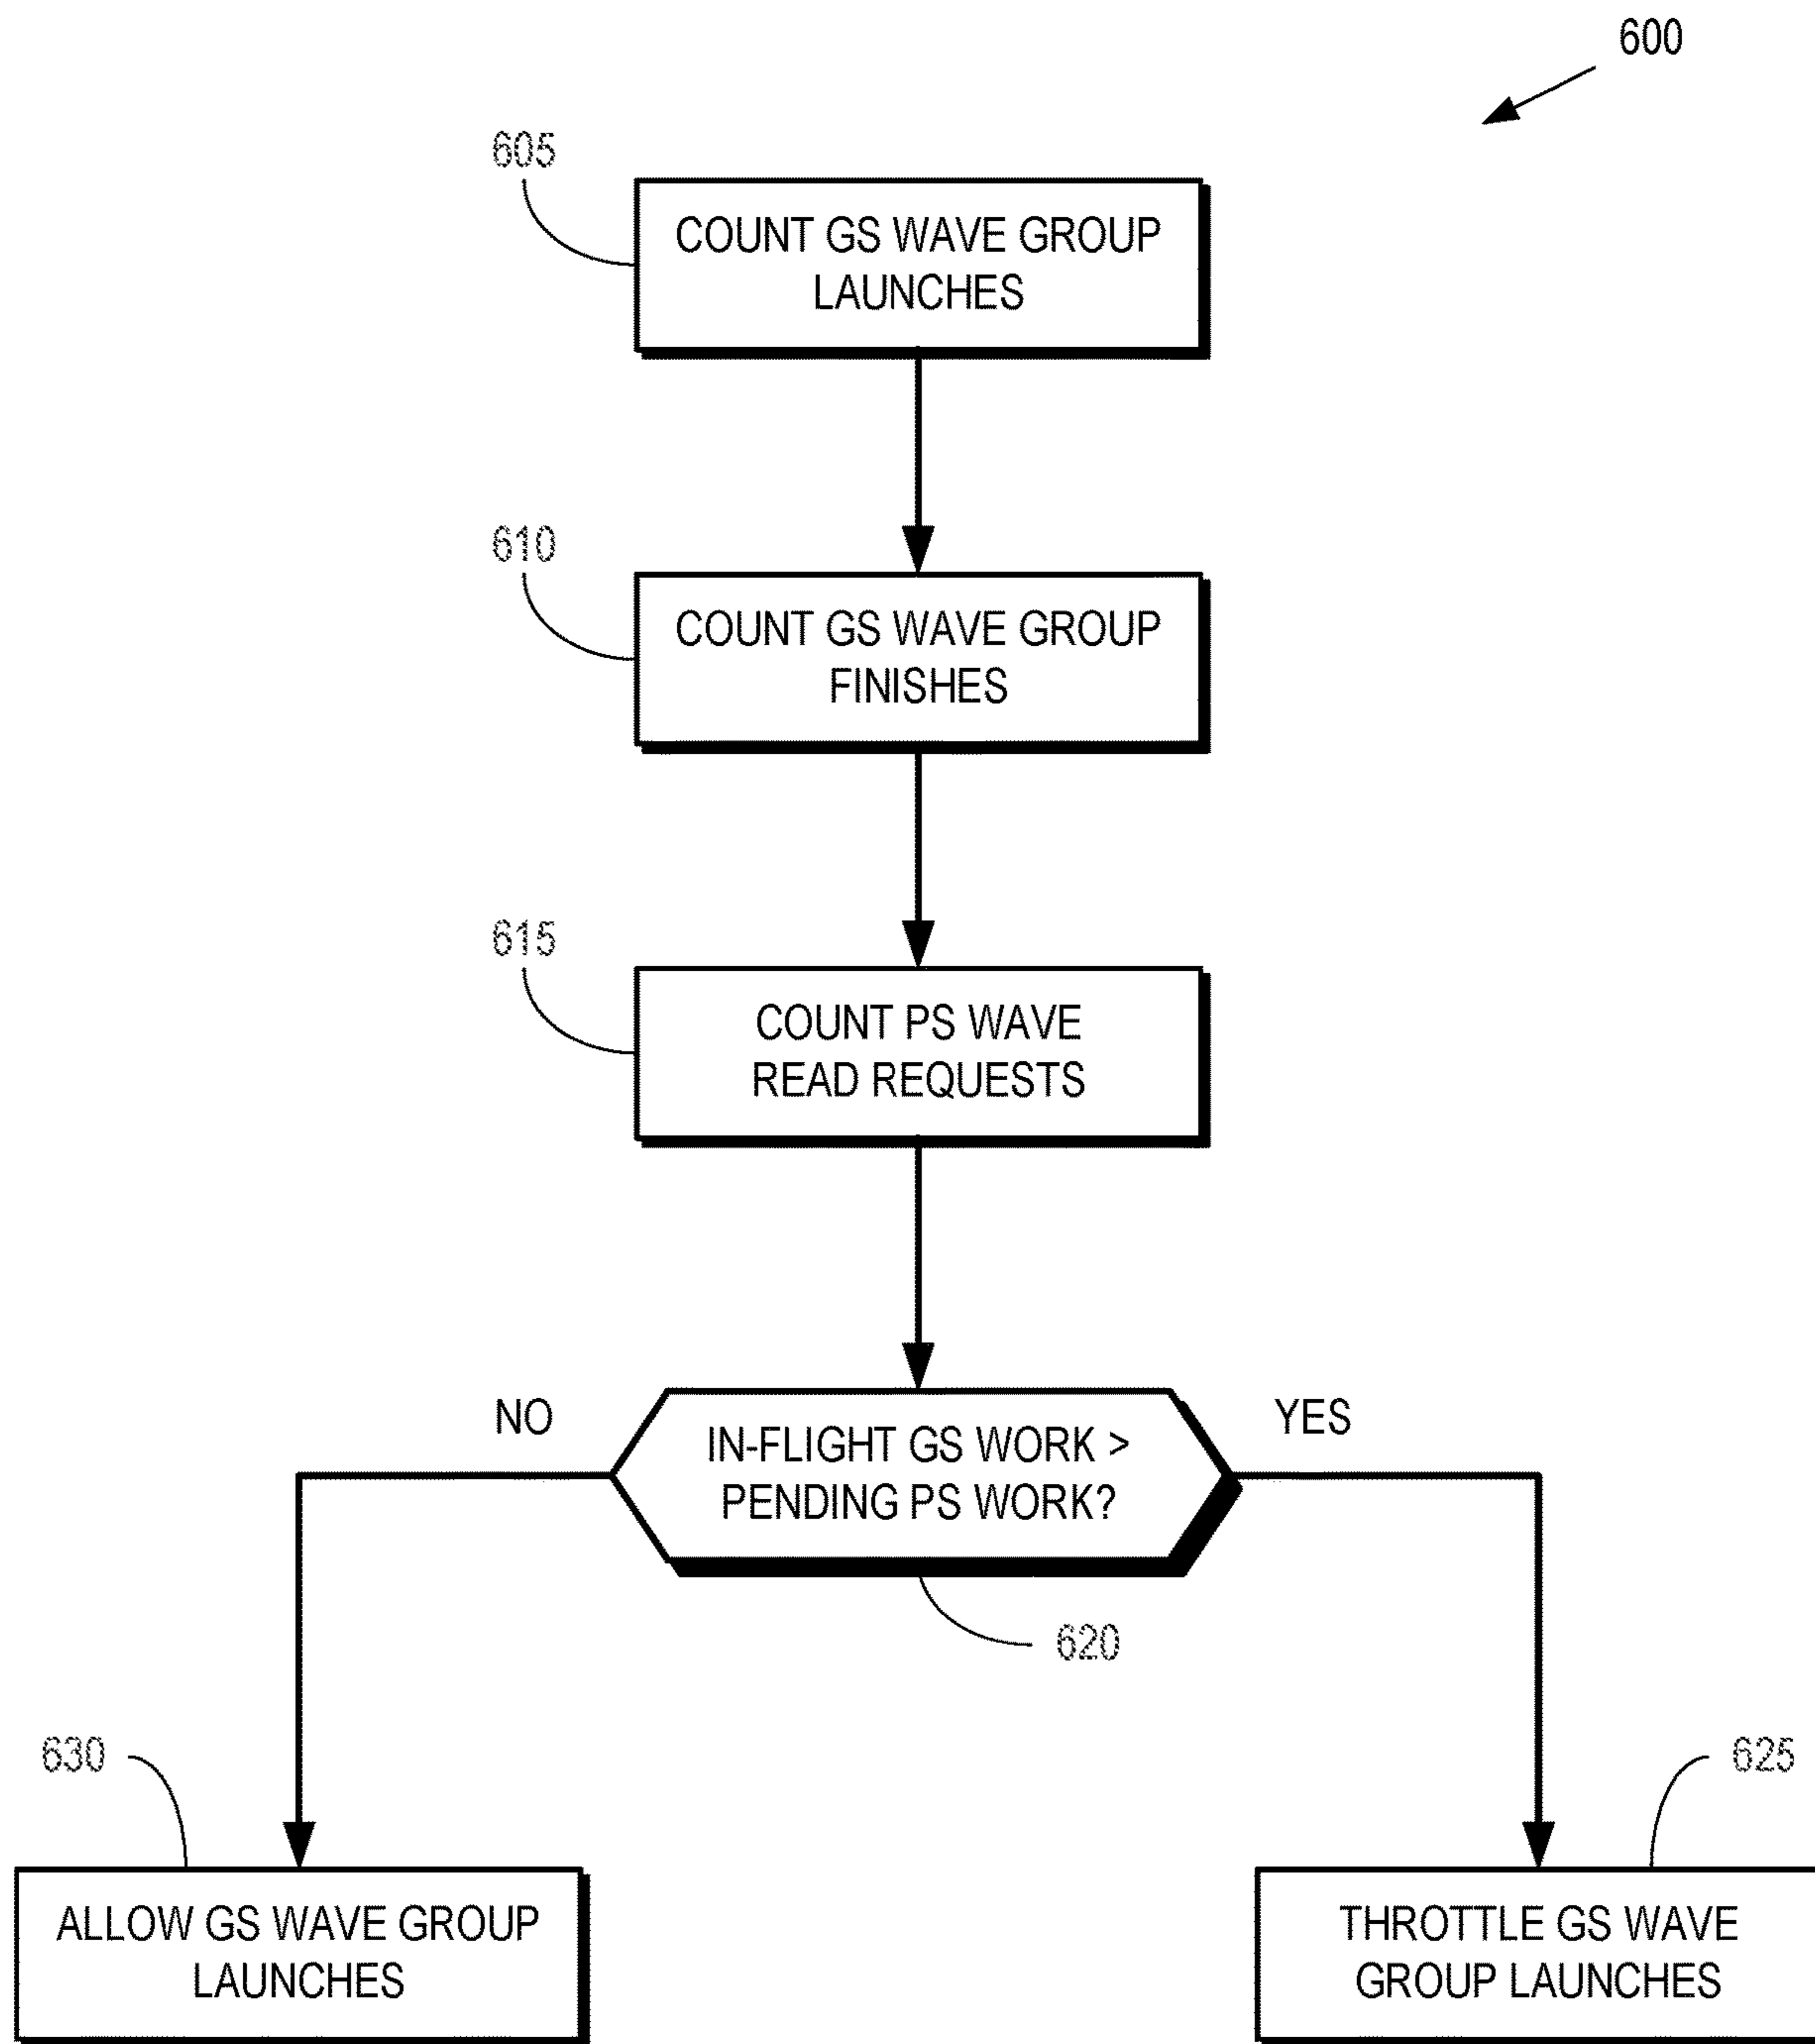 600
605
COUNT GS WAVE GROUP
LAUNCHES
610
COUNT GS WAVE GROUP
FINISHES
615
COUNT PS WAVE
READ REQUESTS
NO
IN-FLIGHT GS WORK >
PENDING PS WORK?
YES
620
630
ALLOW GS WAVE GROUP
LAUNCHES
625
THROTTLE GS WAVE
GROUP LAUNCHES